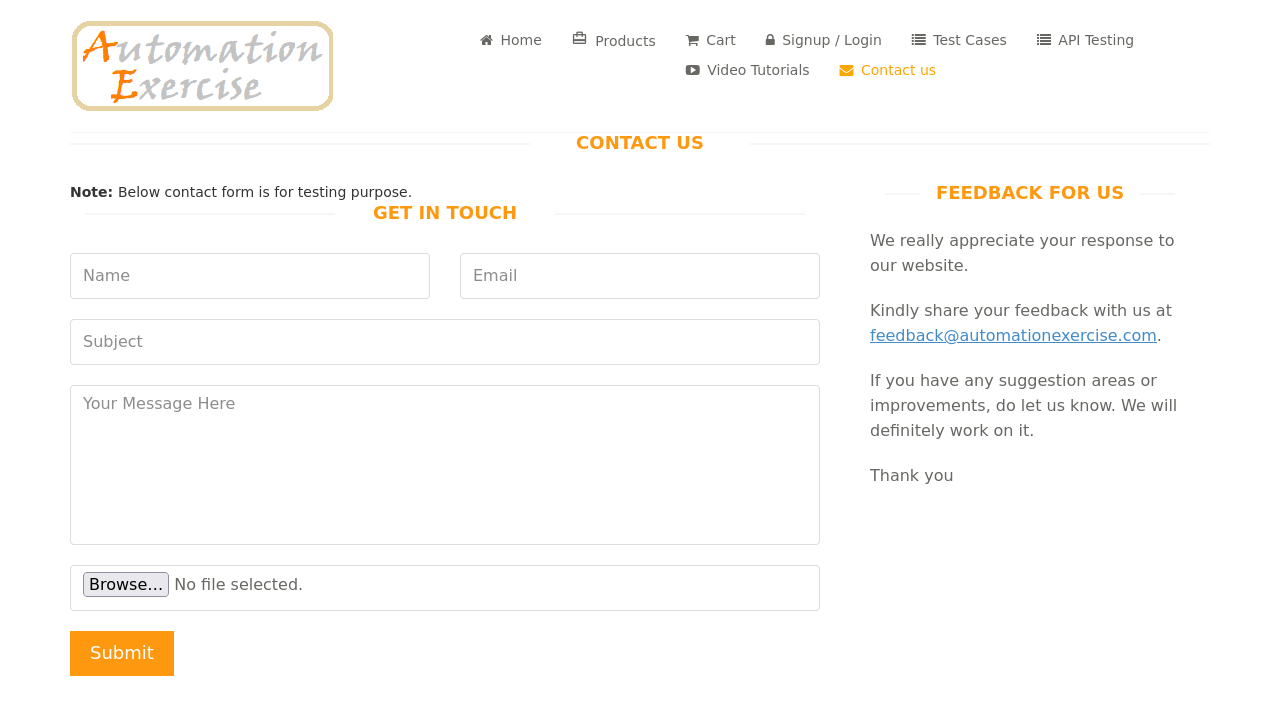 Automation
Exercise
Home
Products
Cart
Signup / Login
Test Cases
API Testing
Video Tutorials
Contact us
CONTACT US
Note: Below contact form is for testing purpose.
GET IN TOUCH
Name
Email
Subject
Your Message Here
Browse...
No file selected.
Submit
FEEDBACK FOR US
We really appreciate your response to
our website.
Kindly share your feedback with us at
feedback@automationexercise.com.
If you have any suggestion areas or
improvements, do let us know. We will
definitely work on it.
Thank you